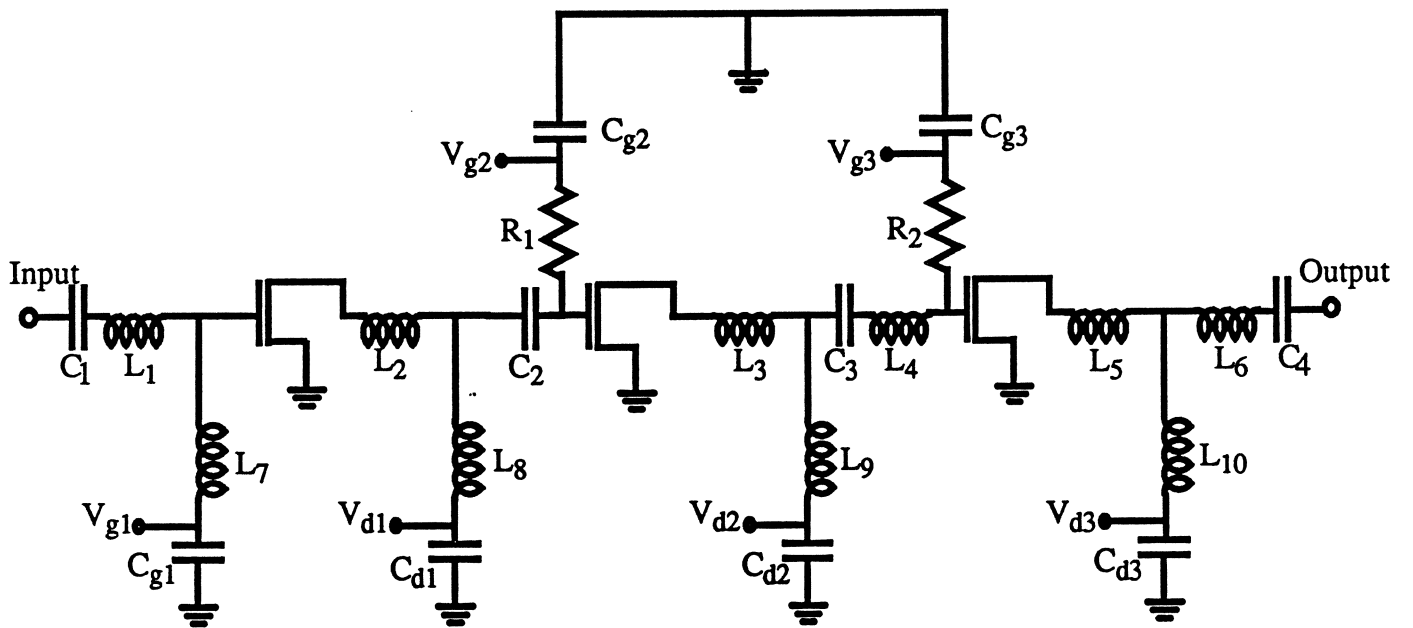 Cg2
Cg3
Vg2
Vg3
R1
R2
Input
Output
C1
L1
L2
C2
L3
C3
L4
L5
L6
C4
L7
L8
L9
L10
Vg1
Vd1
Vd2
Vd3
Cg1
Cd1
Cd2
Cd3